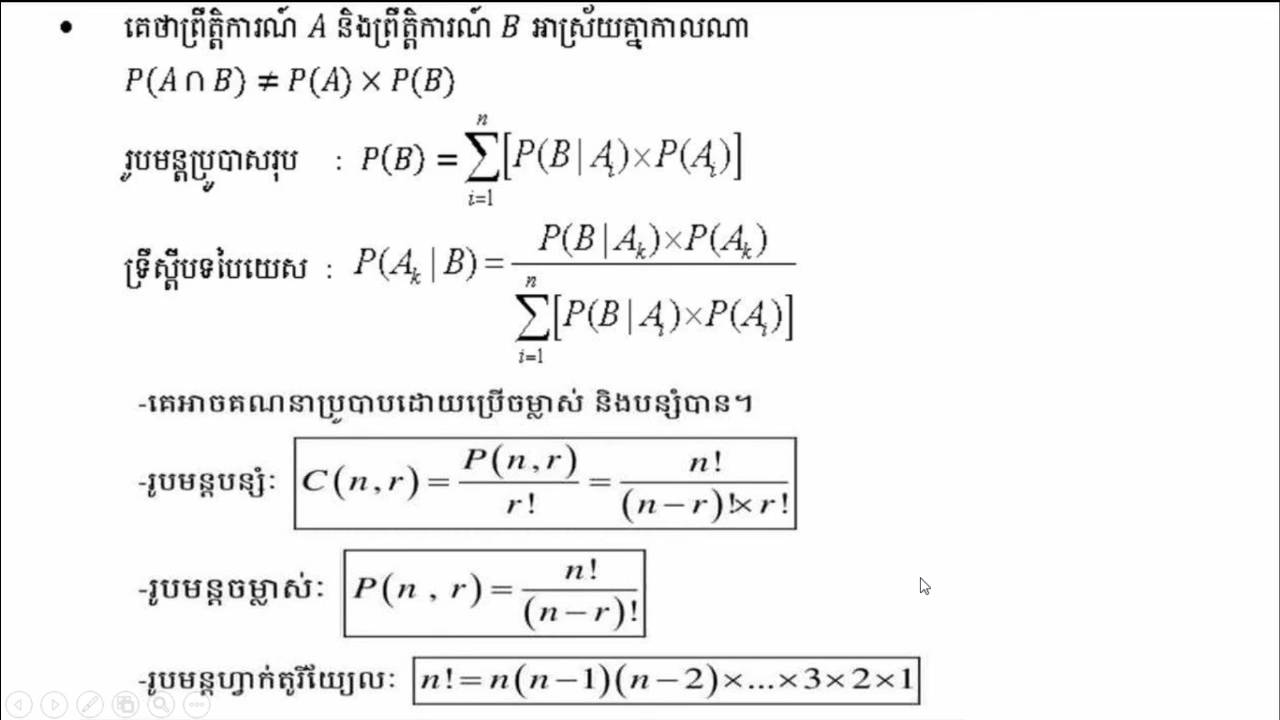 • គេថាព្រឹត្តិការណ៍ A និងព្រឹត្តិការណ៍ B អាស្រ័យគ្នាកាលណា
P(A ∩ B) ≠ P(A) × P(B)
រូបមន្តប្រូបាសរុប : P(B) = \sum_{i=1}^{n} [P(B | A_i)×P(A_i)]
ទ្រឹស្តីបទបៃយេស : P(A_k | B) = \frac{P(B | A_k)×P(A_k)}{\sum_{i=1}^{n} [P(B | A_i)×P(A_i)]}
-គេអាចគណនាប្រូបាបដោយប្រើចម្លាស់ និងបន្សំបាន។
-រូបមន្តបន្សំៈ C(n,r) = \frac{P(n,r)}{r!} = \frac{n!}{(n-r)!× r!}
-រូបមន្តចម្លាស់ៈ P(n , r) = \frac{n!}{(n-r)!}
-រូបមន្តហ្វាក់តូរីយ្យែលៈ n! = n(n-1)(n-2)×...×3×2×1